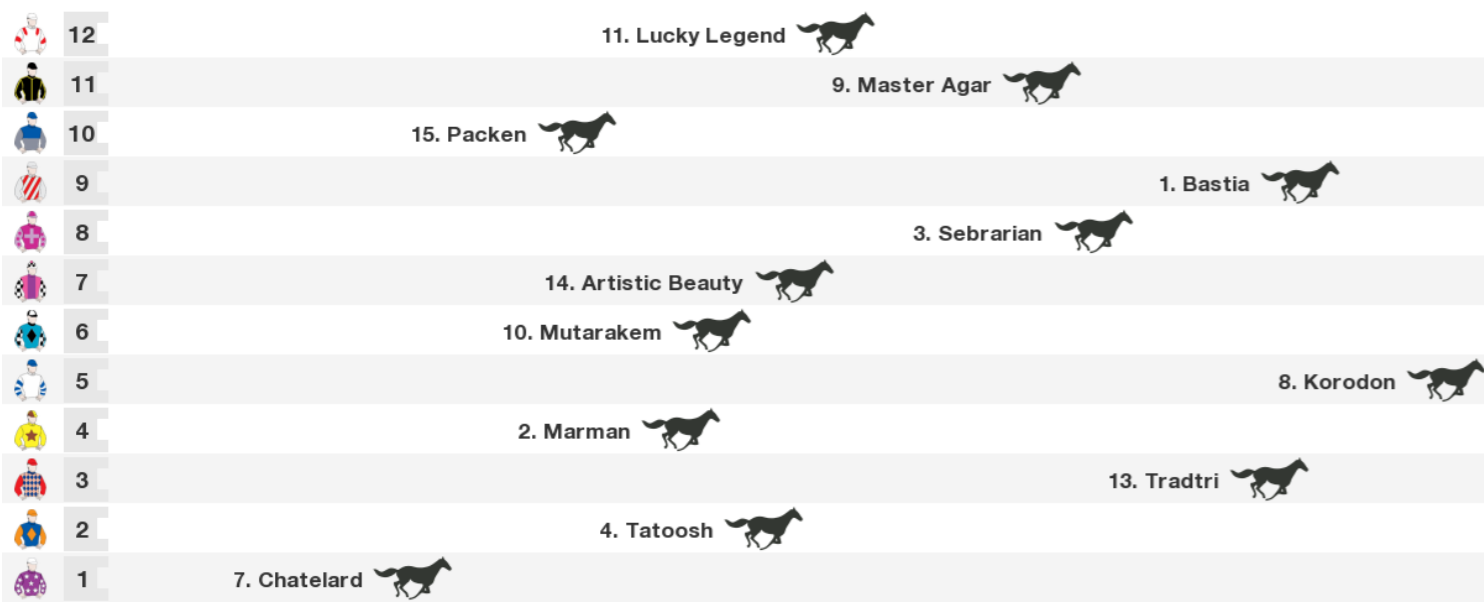 12 11. Lucky Legend
11 9. Master Agar
10 15. Packen
9 1. Bastia
8 3. Sebrarian
7 14. Artistic Beauty
6 10. Mutarakem
5 8. Korodon
4 2. Marman
3 13. Tradtri
2 4. Tatoosh
1 7. Chatelard